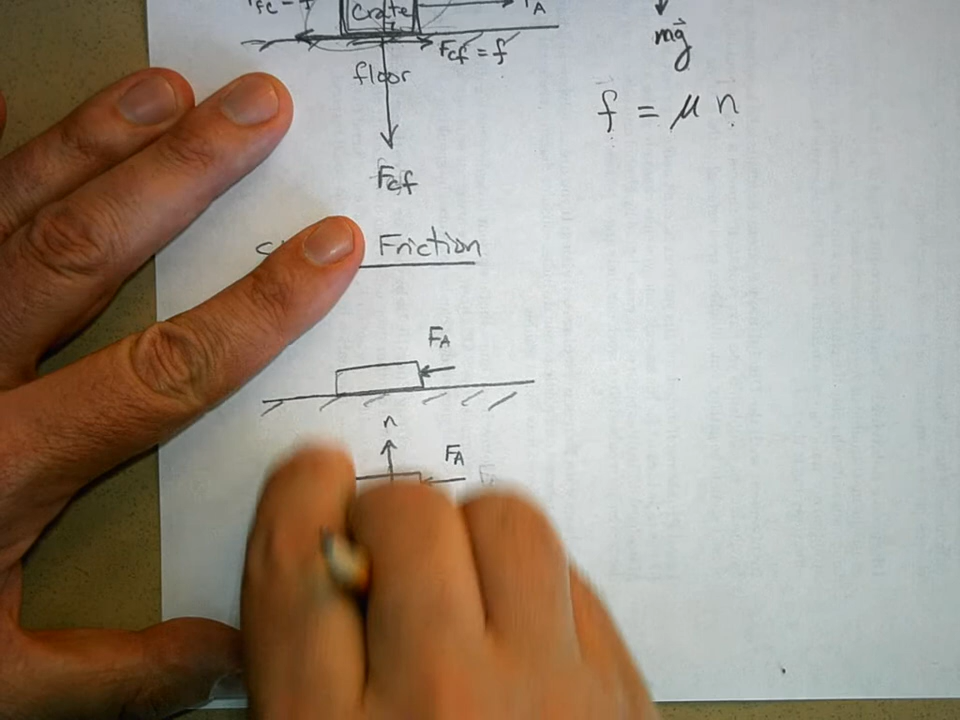 Crate
F_A
F_cf = f
floor
F_cf
mg⃗
f = μ n
Friction
F_A
n
F_A